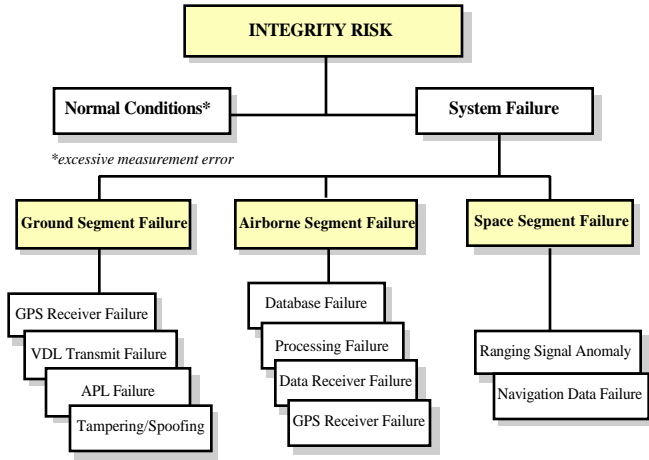 INTEGRITY RISK
Normal Conditions*
System Failure
*excessive measurement error
Ground Segment Failure
Airborne Segment Failure
Space Segment Failure
GPS Receiver Failure
VDL Transmit Failure
APL Failure
Tampering/Spoofing
Database Failure
Processing Failure
Data Receiver Failure
GPS Receiver Failure
Ranging Signal Anomaly
Navigation Data Failure